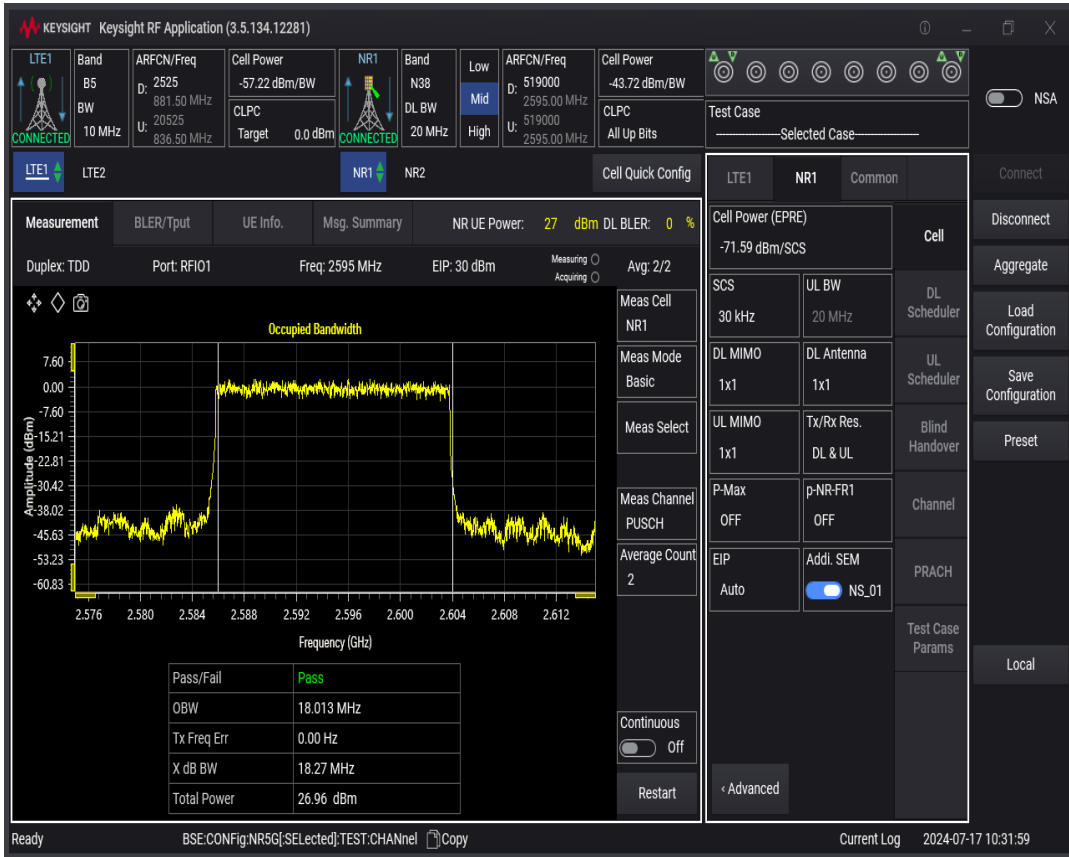 KEYSIGHT Keysight RF Application (3.5.134.12281)
LTE1
CONNECTED
Band
B5
BW
10 MHz
ARFCN/Freq
D: 2525
881.50 MHz
U: 20525
836.50 MHz
Cell Power
-57.22 dBm/BW
CLPC
Target 0.0 dBm
NR1
CONNECTED
Band
N38
DL BW
20 MHz
Low
Mid
High
ARFCN/Freq
D: 519000
2595.00 MHz
U: 519000
2595.00 MHz
Cell Power
-43.72 dBm/BW
CLPC
All Up Bits
A V A V
Test Case
--------------------Selected Case--------------------
NSA
LTE1 LTE2 NR1 NR2 Cell Quick Config
LTE1 NR1 Common
Connect
Disconnect
Aggregate
Load
Configuration
Save
Configuration
Preset
Local
Measurement BLER/Tput UE Info. Msg. Summary NR UE Power: 27 dBm DL BLER: 0 %
Duplex: TDD Port: RFIO1 Freq: 2595 MHz EIP: 30 dBm Measuring Acquiring Avg: 2/2
Occupied Bandwidth
Amplitude (dBm)
7.60
0.00
-7.60
-15.21
-22.81
-30.42
-38.02
-45.63
-53.23
-60.83
2.576 2.580 2.584 2.588 2.592 2.596 2.600 2.604 2.608 2.612
Frequency (GHz)
Pass/Fail Pass
OBW 18.013 MHz
Tx Freq Err 0.00 Hz
X dB BW 18.27 MHz
Total Power 26.96 dBm
Meas Cell
NR1
Meas Mode
Basic
Meas Select
Meas Channel
PUSCH
Average Count
2
Continuous
Off
Restart
Cell Power (EPRE)
-71.59 dBm/SCS
SCS
30 kHz
UL BW
20 MHz
DL MIMO
1x1
DL Antenna
1x1
UL MIMO
1x1
Tx/Rx Res.
DL & UL
P-Max
OFF
p-NR-FR1
OFF
EIP
Auto
Addi. SEM
NS_01
‹ Advanced
Cell
DL
Scheduler
UL
Scheduler
Blind
Handover
Channel
PRACH
Test Case
Params
Ready BSE:CONFig:NR5G[:SELected]:TEST:CHANnel Copy Current Log 2024-07-17 10:31:59